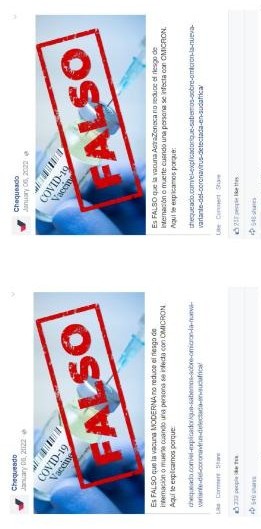 Chequeado
January 06, 2022
COVID-19
Vaccine
FALSO
Es FALSO que la vacuna MODERNA no reduce el riesgo de
internación o muerte cuando una persona se infecta con OMICRON.
Aquí te explicamos porque:
chequeado.com/el-explicador/que-sabemos-sobre-omicron-la-nueva-
variante-del-coronavirus-detectada-en-sudafrica/
Like Comment Share
people like this.
546 shares
Chequeado
January 06,
COVID-19
Vaccine
FALSO
Es FALSO que la vacuna AstraZeneca no reduce el riesgo de
internación o muerte cuando una persona se infecta con OMICRON.
Aquí te explicamos porque:
chequeado.com/el-explicador/que-sabemos-sobre-omicron-la-nueva-
variante-del-coronavirus-detectada-en-sudafrica/
Like Comment Share
people like this.
546 shares